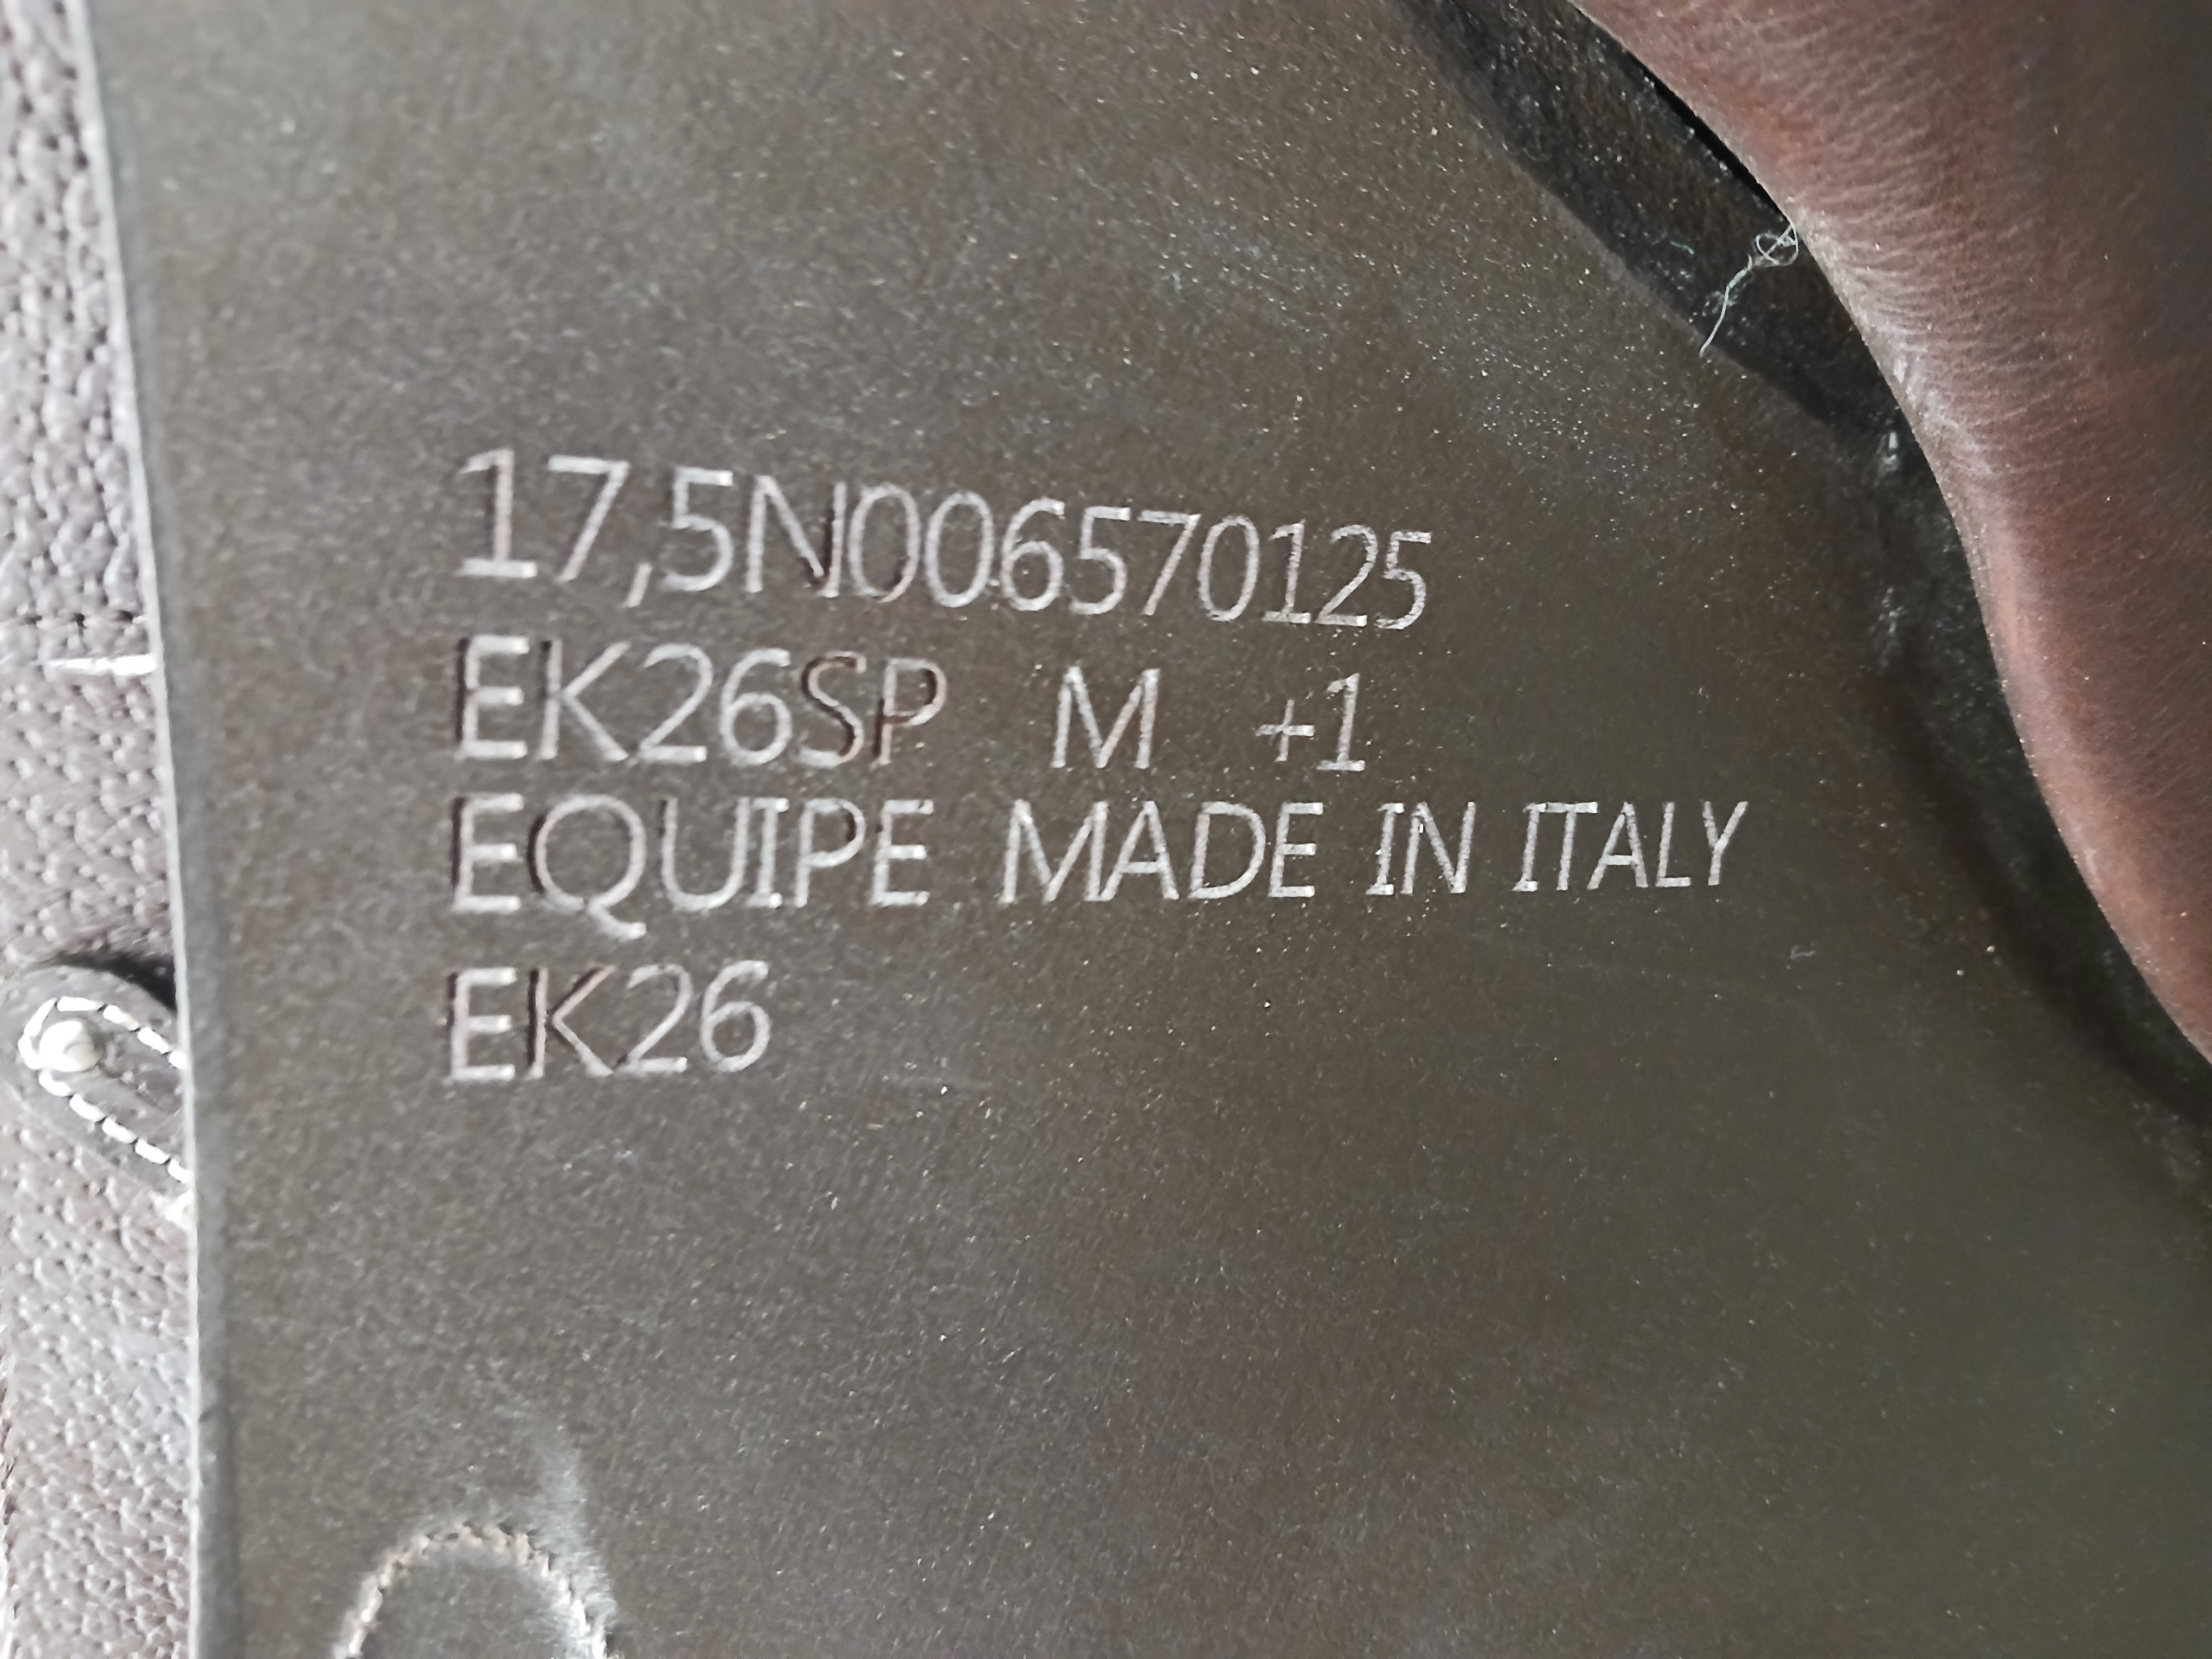 17,5N006570125
EK26SP M +1
EQUIPE MADE IN ITALY
EK26